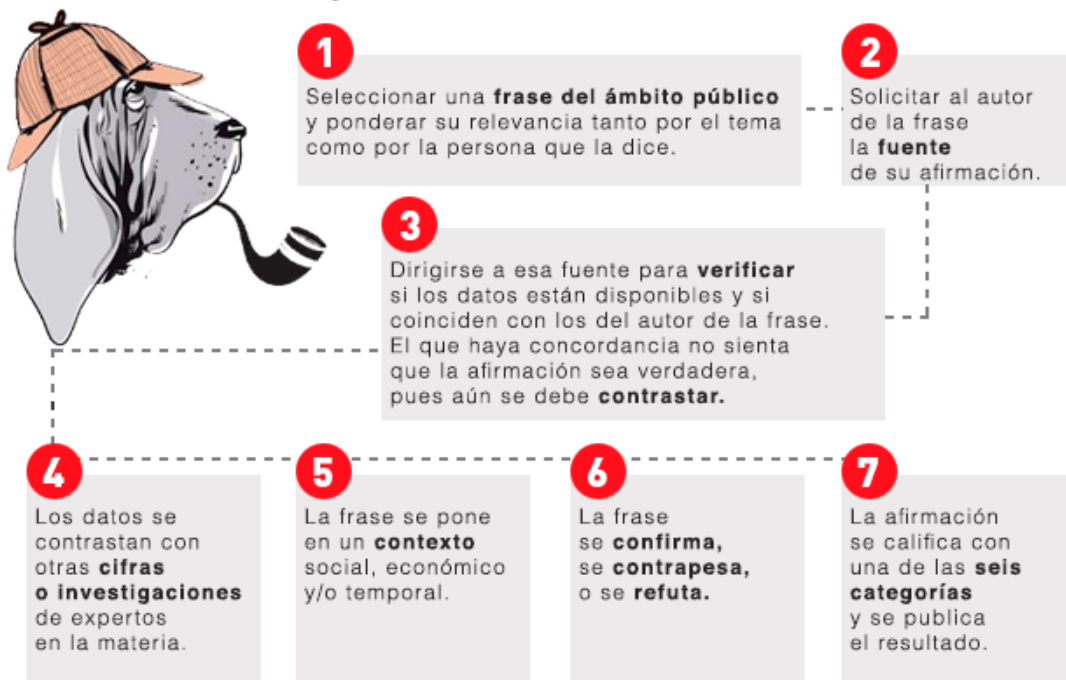 1
Seleccionar una frase del ámbito público
y ponderar su relevancia tanto por el tema
como por la persona que la dice.
2
Solicitar al autor
de la frase
la fuente
de su afirmación.
3
Dirigirse a esa fuente para verificar
si los datos están disponibles y si
coinciden con los del autor de la frase.
El que haya concordancia no sienta
que la afirmación sea verdadera,
pues aún se debe contrastar.
4
Los datos se
contrastan con
otras cifras
o investigaciones
de expertos
en la materia.
5
La frase se pone
en un contexto
social, económico
y/o temporal.
6
La frase
se confirma,
se contrapesa,
o se refuta.
7
La afirmación
se califica con
una de las seis
categorías
y se publica
el resultado.